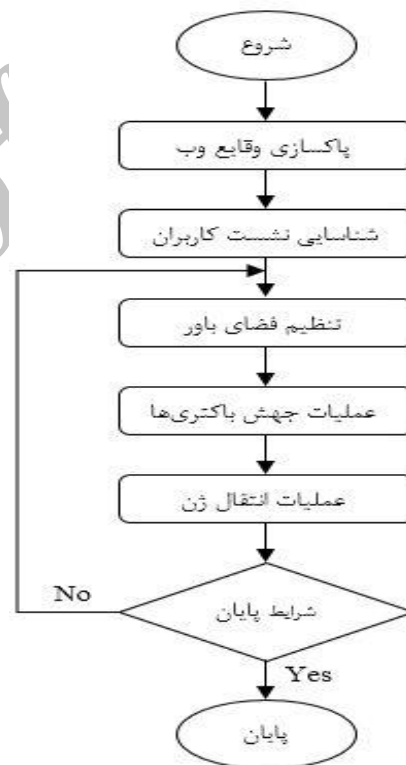 شروع
پاکسازی وقایع وب
شناسایی نشست کاربران
تنظیم فضای باور
عملیات جهش باکتری‌ها
عملیات انتقال ژن
شرایط پایان
No
Yes
پایان